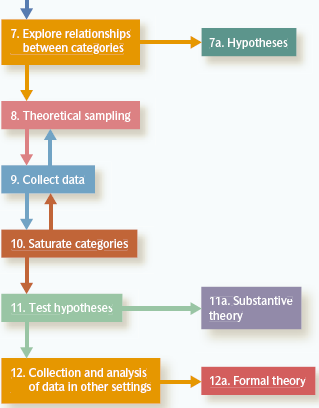 7. Explore relationships
between categories
7a. Hypotheses
8. Theoretical sampling
9. Collect data
10. Saturate categories
11. Test hypotheses
11a. Substantive
theory
12. Collection and analysis
of data in other settings
12a. Formal theory